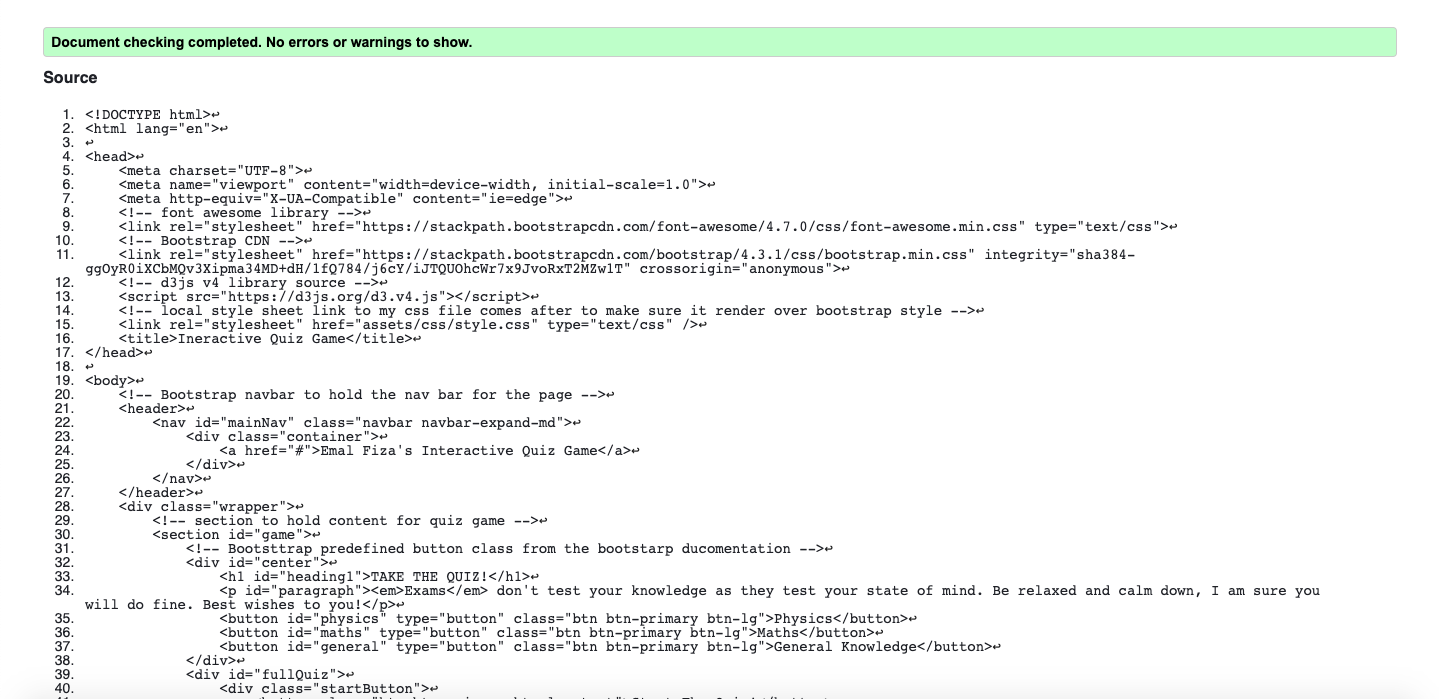 Document checking completed. No errors or warnings to show.
Source
1. <!DOCTYPE html>↩
2. <html lang="en">↩
3. ↩
4. <head>↩
5.     <meta charset="UTF-8">↩
6.     <meta name="viewport" content="width=device-width, initial-scale=1.0">↩
7.     <meta http-equiv="X-UA-Compatible" content="ie=edge">↩
8.     <!-- font awesome library -->↩
9.     <link rel="stylesheet" href="https://stackpath.bootstrapcdn.com/font-awesome/4.7.0/css/font-awesome.min.css" type="text/css">↩
10.     <!-- Bootstrap CDN -->↩
11.     <link rel="stylesheet" href="https://stackpath.bootstrapcdn.com/bootstrap/4.3.1/css/bootstrap.min.css" integrity="sha384-
ggOyR0iXCbMQv3Xipma34MD+dH/1fQ784/j6cY/iJTQUOhcWr7x9JvoRxT2MZw1T" crossorigin="anonymous">↩
12.     <!-- d3js v4 library source -->↩
13.     <script src="https://d3js.org/d3.v4.js"></script>↩
14.     <!-- local style sheet link to my css file comes after to make sure it render over bootstrap style -->↩
15.     <link rel="stylesheet" href="assets/css/style.css" type="text/css" />↩
16.     <title>Ineractive Quiz Game</title>↩
17. </head>↩
18. ↩
19. <body>↩
20.     <!-- Bootstrap navbar to hold the nav bar for the page -->↩
21.     <header>↩
22.         <nav id="mainNav" class="navbar navbar-expand-md">↩
23.             <div class="container">↩
24.                 <a href="#">Emal Fiza's Interactive Quiz Game</a>↩
25.             </div>↩
26.         </nav>↩
27.     </header>↩
28.     <div class="wrapper">↩
29.         <!-- section to hold content for quiz game -->↩
30.         <section id="game">↩
31.             <!-- Bootsttrap predefined button class from the bootstarp ducomentation -->↩
32.             <div id="center">↩
33.                 <h1 id="heading1">TAKE THE QUIZ!</h1>↩
34.                 <p id="paragraph"><em>Exams</em> don't test your knowledge as they test your state of mind. Be relaxed and calm down, I am sure you
will do fine. Best wishes to you!</p>↩
35.                 <button id="physics" type="button" class="btn btn-primary btn-lg">Physics</button>↩
36.                 <button id="maths" type="button" class="btn btn-primary btn-lg">Maths</button>↩
37.                 <button id="general" type="button" class="btn btn-primary btn-lg">General Knowledge</button>↩
38.             </div>↩
39.             <div id="fullQuiz">↩
40.                 <div class="startButton">↩